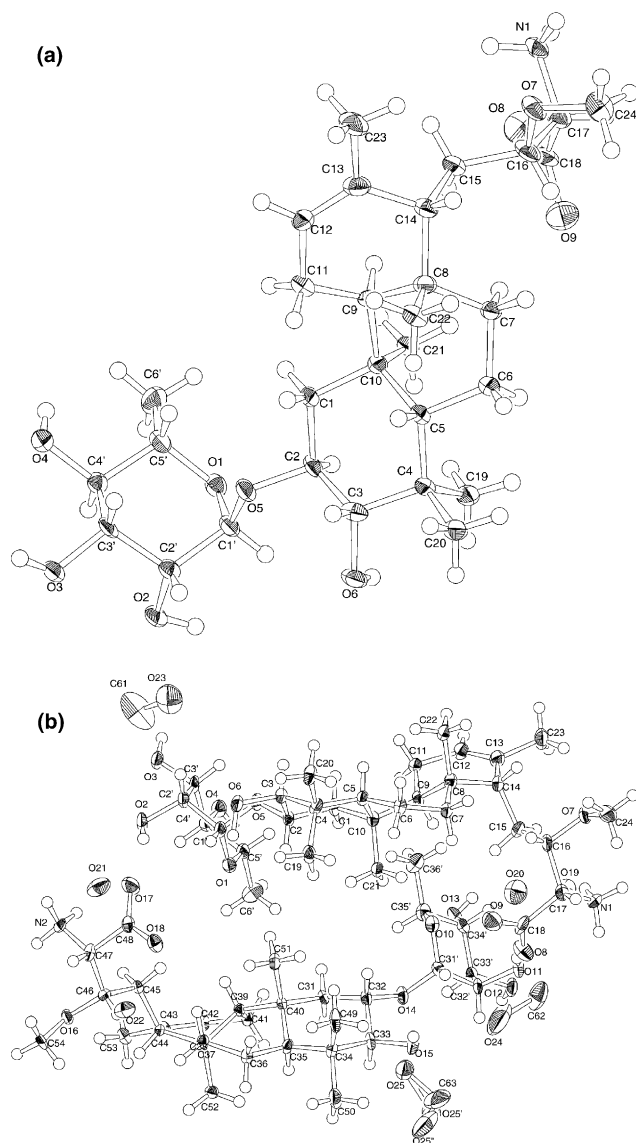 (a)
N1
O7
O8
C24
C17
C23
C18
C16
C13
C15
O9
C14
C12
C11
C8
C9
C7
C22
C21
C6'
C10
C6
C1
C5
O4
C5'
O1
C4'
C2
C4
C19
O5
C3
C3'
C1'
C20
C2'
O3
O6
O2
(b)
C61
O23
C22
C23
O3
C3'
C20
C11
C13
C12
C2'
O6
C3
C5
C9
C14
O2
O4
O5
C4
C8
C4'
C1
C6
C7
O7
C24
C1'
C2
C10
C15
C16
C5'
O1
C19
C21
C36'
O21
O17
C6'
O20
O19
C35'
O13
O9
C17
N1
N2
O18
C48
O10
C34'
C18
C47
C51
O8
C31'
C33'
O11
C46
C45
C39
C31
C32
C32'
O12
O16
O22
C43
C40
O14
C62
C42
C41
C49
O24
C54
C53
C44
C37
C33
C36
C35
C34
O15
O25
C63
C52
C50
O25'
O25"